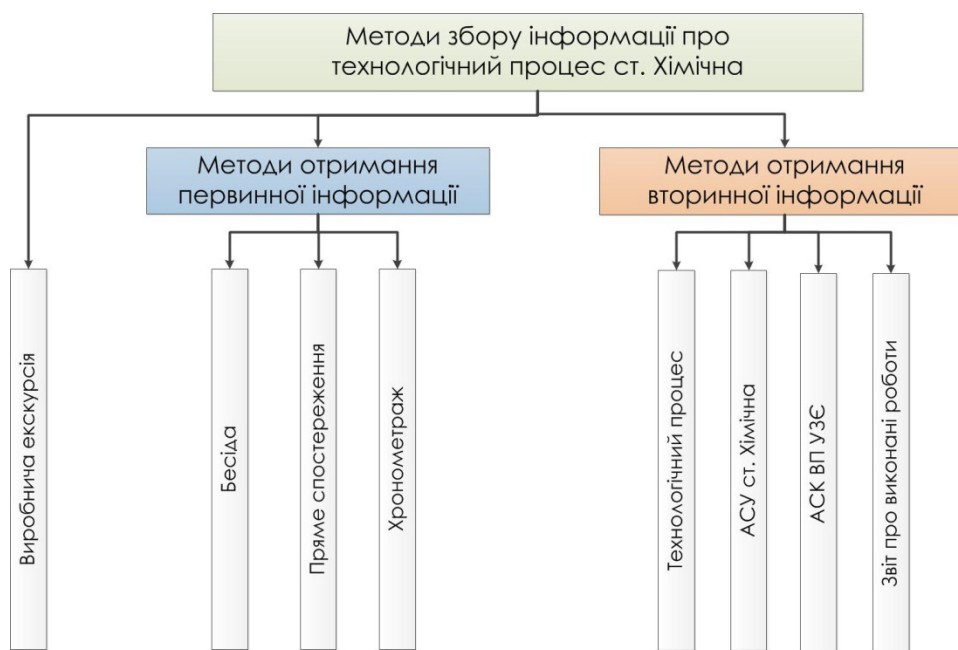 Методи збору інформації про
технологічний процес ст. Хімічна
Методи отримання
первинної інформації
Методи отримання
вторинної інформації
Виробнича екскурсія
Бесіда
Пряме спостереження
Хронометраж
Технологічний процес
АСУ ст. Хімічна
АСК ВП УЗЄ
Звіт про виконані роботи